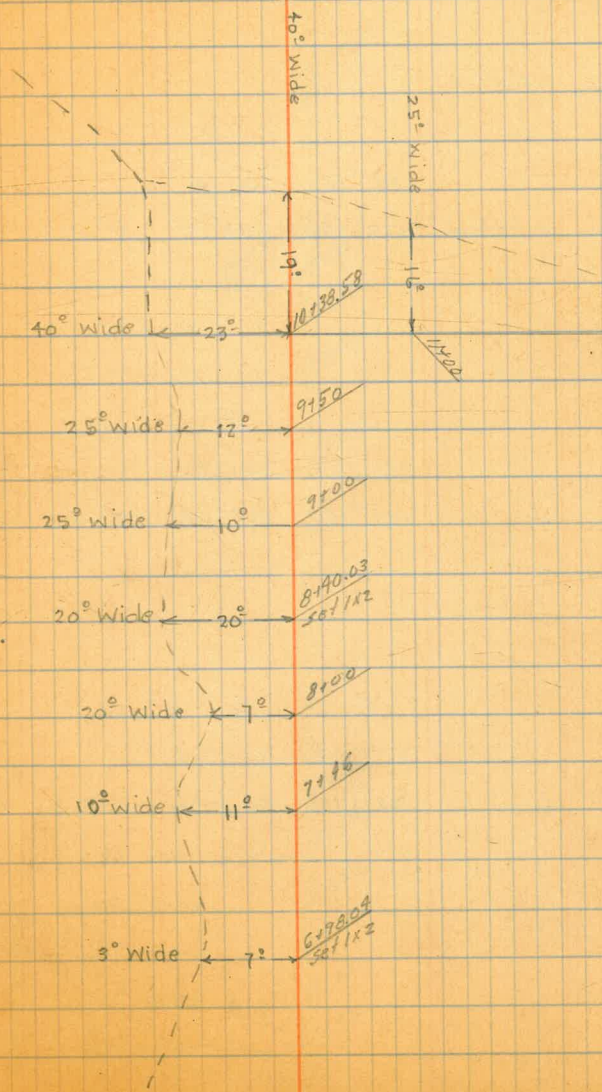 40° Wide
25° Wide
19°
16°
10+38.58
11+00
40° Wide
23°
9+50
25° Wide
12°
9+00
25° Wide
10°
8+40.03
Set 1x2
20° Wide
20°
8+00
20° Wide
7°
7+46
10° Wide
11°
6+98.04
Set 1x2
3° Wide
7°